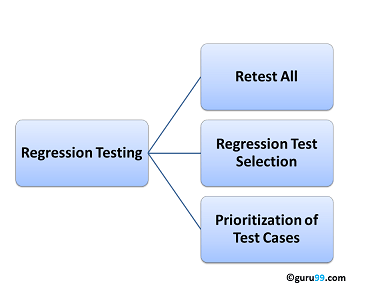 Regression Testing
Retest All
Regression Test
Selection
Prioritization of
Test Cases
©guru99.com